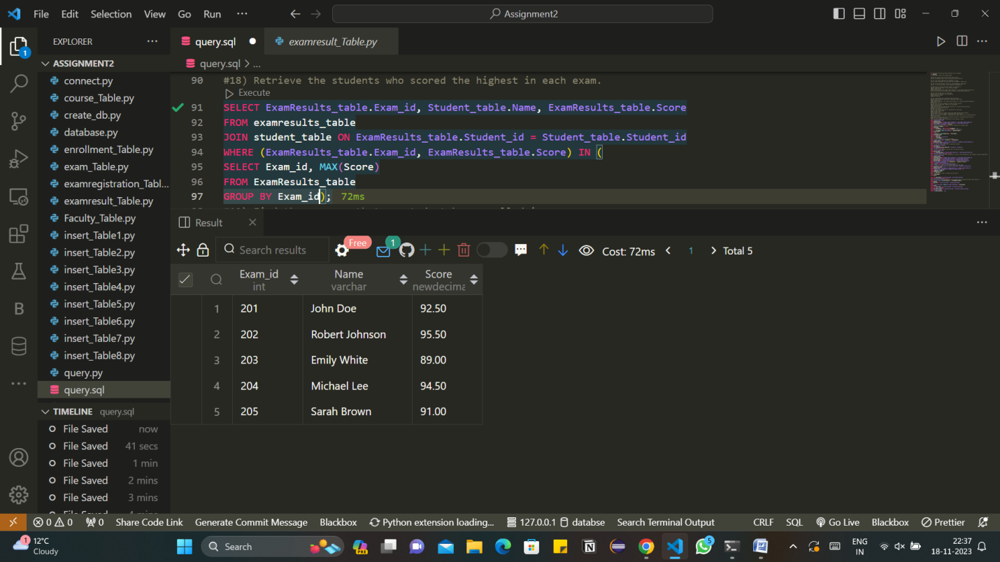 File Edit Selection View Go Run ··· Assignment2
EXPLORER ···
query.sql
examresult_Table.py
1
ASSIGNMENT2
connect.py
course_Table.py
create_db.py
database.py
enrollment_Table.py
exam_Table.py
examregistration_Tabl...
examresult_Table.py
Faculty_Table.py
insert_Table1.py
insert_Table2.py
insert_Table3.py
insert_Table4.py
insert_Table5.py
insert_Table6.py
insert_Table7.py
insert_Table8.py
query.py
query.sql
TIMELINE query.sql
File Saved now
File Saved 41 secs
File Saved 1 min
File Saved 2 mins
File Saved 3 mins
query.sql > ...
90 #18) Retrieve the students who scored the highest in each exam.
Execute
91 SELECT ExamResults_table.Exam_id, Student_table.Name, ExamResults_table.Score
92 FROM examresults_table
93 JOIN student_table ON ExamResults_table.Student_id = Student_table.Student_id
94 WHERE (ExamResults_table.Exam_id, ExamResults_table.Score) IN (
95 SELECT Exam_id, MAX(Score)
96 FROM ExamResults_table
97 GROUP BY Exam_id); 72ms
Result
Search results Free 1 Cost: 72ms < 1 > Total 5
Exam_id Name Score
int varchar newdecima
1 201 John Doe 92.50
2 202 Robert Johnson 95.50
3 203 Emily White 89.00
4 204 Michael Lee 94.50
5 205 Sarah Brown 91.00
0 0 0 Share Code Link Generate Commit Message Blackbox Python extension loading... 127.0.0.1 databse Search Terminal Output CRLF SQL Go Live Blackbox Prettier
1 12°C
Cloudy
Search
PRE
5
ENG
IN
22:37
18-11-2023